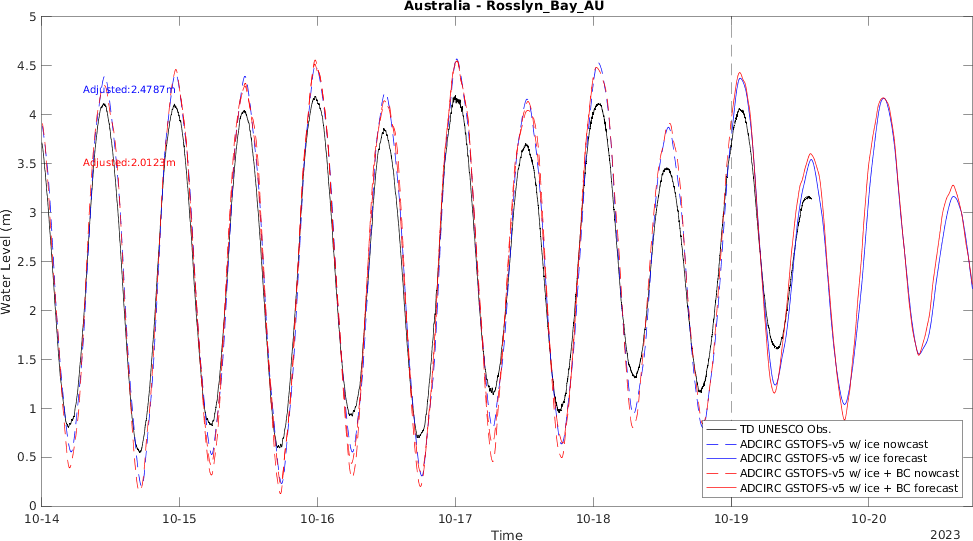 Australia - Rosslyn_Bay_AU
5
4.5
4
3.5
3
2.5
2
1.5
1
0.5
0
Water Level (m)
Adjusted:2.4787m
Adjusted:2.0123m
TD UNESCO Obs.
ADCIRC GSTOFS-v5 w/ ice nowcast
ADCIRC GSTOFS-v5 w/ ice forecast
ADCIRC GSTOFS-v5 w/ ice + BC nowcast
ADCIRC GSTOFS-v5 w/ ice + BC forecast
10-14 10-15 10-16 10-17 10-18 10-19 10-20
Time
2023